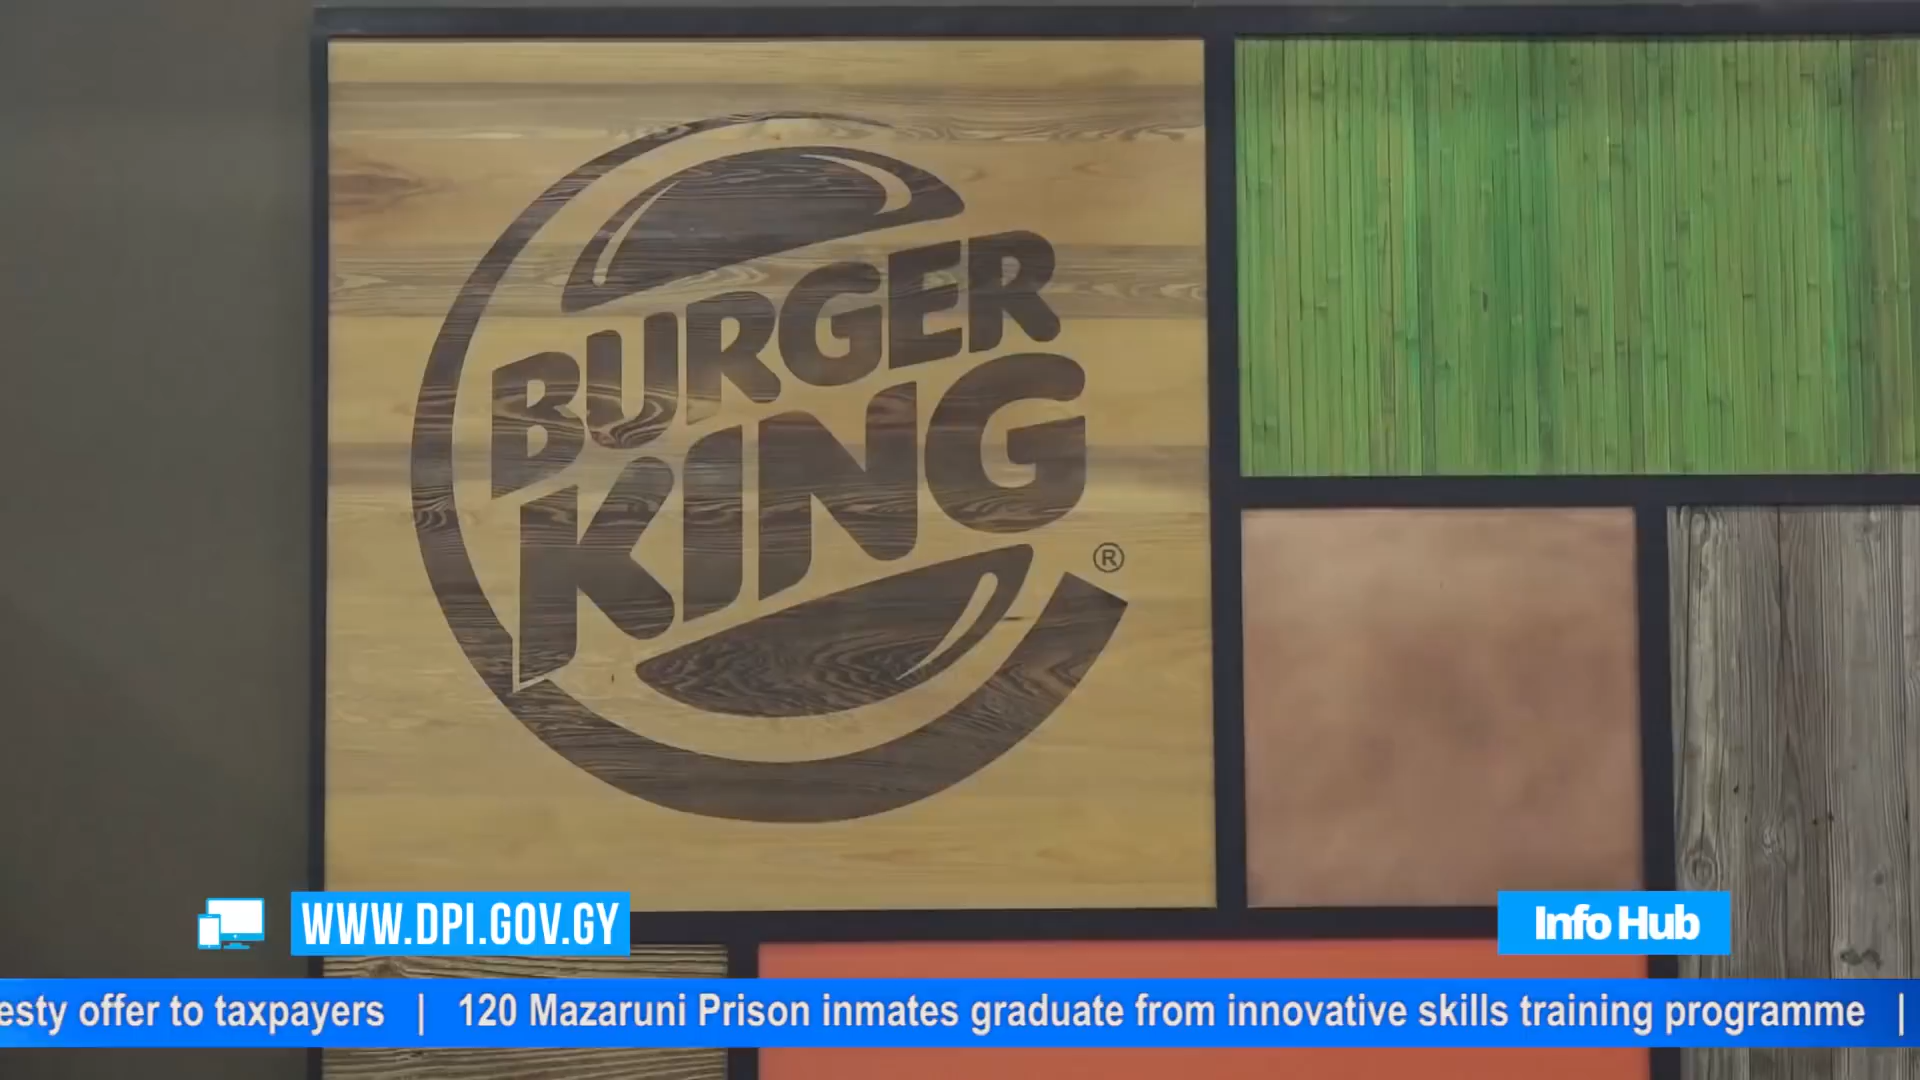 BURGER
KING
®
WWW.DPI.GOV.GY
Info Hub
offer to taxpayers | 120 Mazaruni Prison inmates graduate from innovative skills training programme |